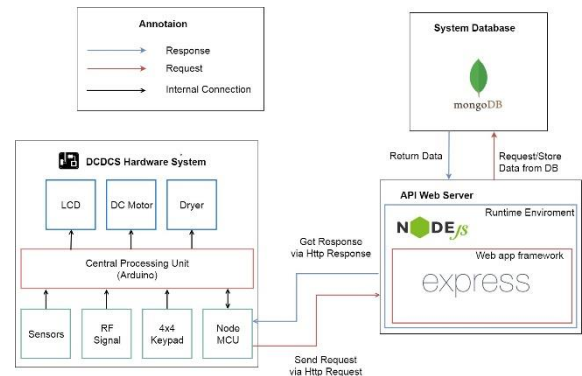 Annotaion
Response
Request
Internal Connection
System Database
mongoDB
Return Data
Request/Store
Data from DB
DCDCS Hardware System
LCD
DC Motor
Dryer
Central Processing Unit
(Arduino)
Sensors
RF
Signal
4x4
Keypad
Node
MCU
Get Response
via Http Response
Send Request
via Http Request
API Web Server
Runtime Enviroment
NODE JS
Web app framework
express